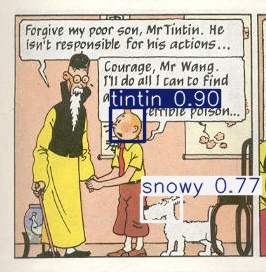 Forgive my poor son, Mr Tintin. He
isn't responsible for his actions...
Courage, Mr Wang.
I'll do all I can to find
a
terrible poison...
tintin 0.90
snowy 0.77